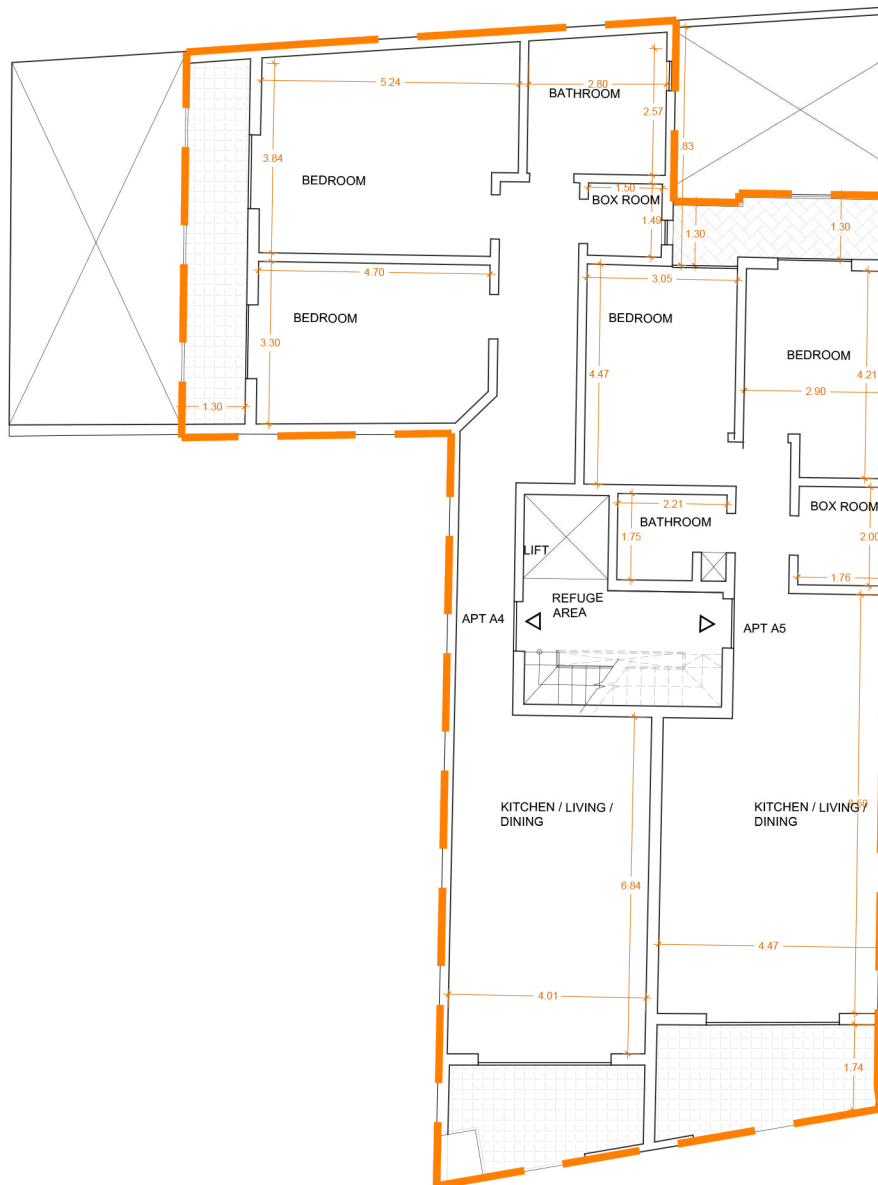 5.24
2.80
BATHROOM
2.57
.83
3.84
BEDROOM
1.50
BOX ROOM
1.49
1.30
1.30
4.70
3.05
BEDROOM
BEDROOM
3.30
BEDROOM
4.47
4.21
2.90
1.30
2.21
BATHROOM
BOX ROOM
1.75
2.00
LIFT
1.76
REFUGE
AREA
APT A4
APT A5
KITCHEN / LIVING /
DINING
KITCHEN / LIVING /
DINING
6.84
4.47
4.01
1.74